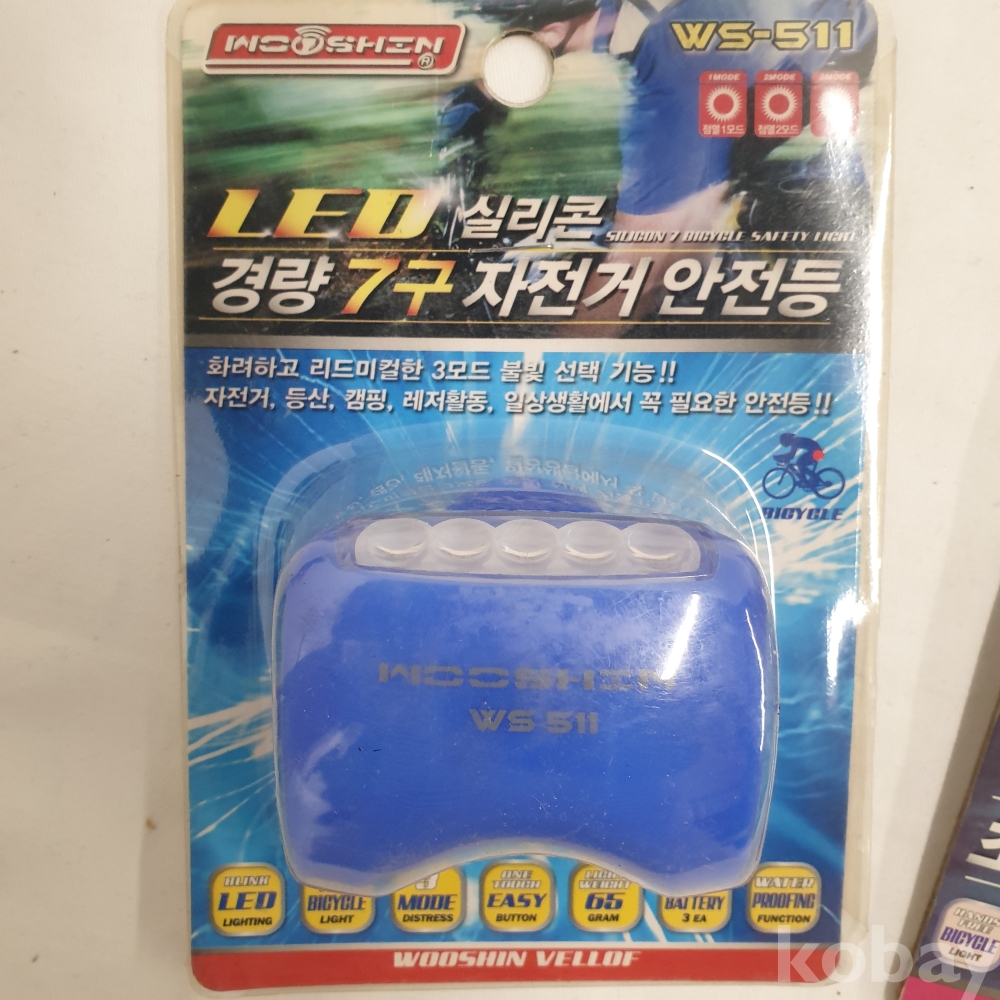 WOOSHIN
®
WS-511
1MODE 2MODE 3MODE
점멸1모드 점멸2모드
LED 실리콘 SILICON 7 BICYCLE SAFETY LIGHT
경량 7구 자전거 안전등
화려하고 리드미컬한 3모드 불빛 선택 기능!!
자전거, 등산, 캠핑, 레저활동, 일상생활에서 꼭 필요한 안전등!!
BICYCLE
WOOSHIN
WS 511
BLINK LED LIGHTING
BICYCLE LIGHT
3 MODE DISTRESS
ONE TOUCH EASY BUTTON
LIGHT WEIGHT 65 GRAM
BATTERY 3 EA
WATER PROOFING FUNCTION
WOOSHIN VELLOF
HANDS FREE
BICYCLE
LIGHT
kobay